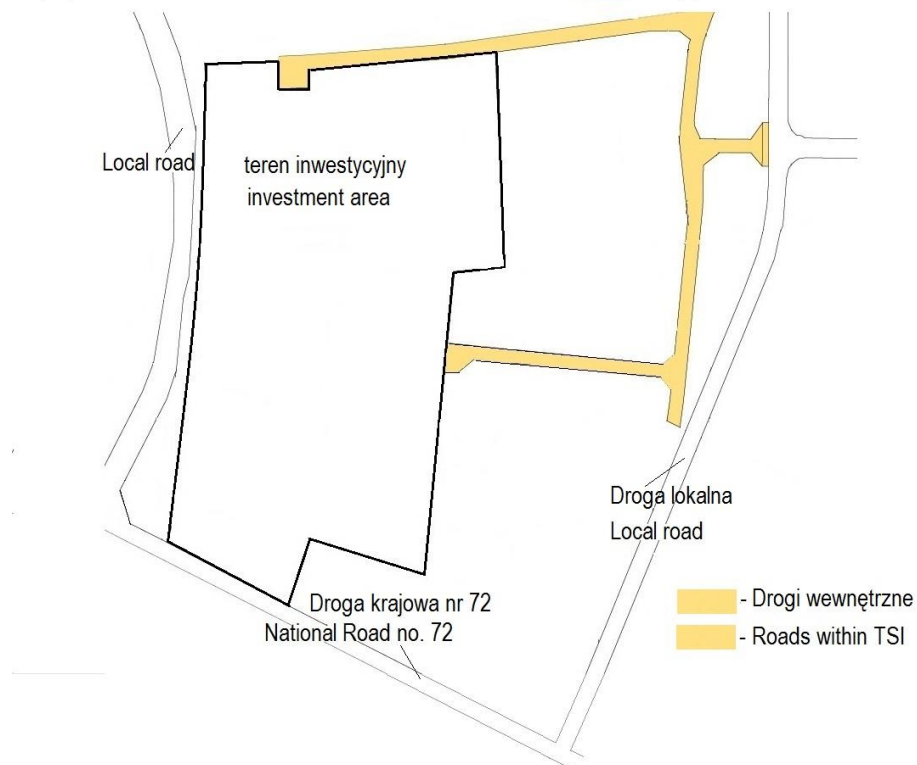 Local road
teren inwestycyjny
investment area
Droga lokalna
Local road
Droga krajowa nr 72
National Road no. 72
- Drogi wewnętrzne
- Roads within TSI